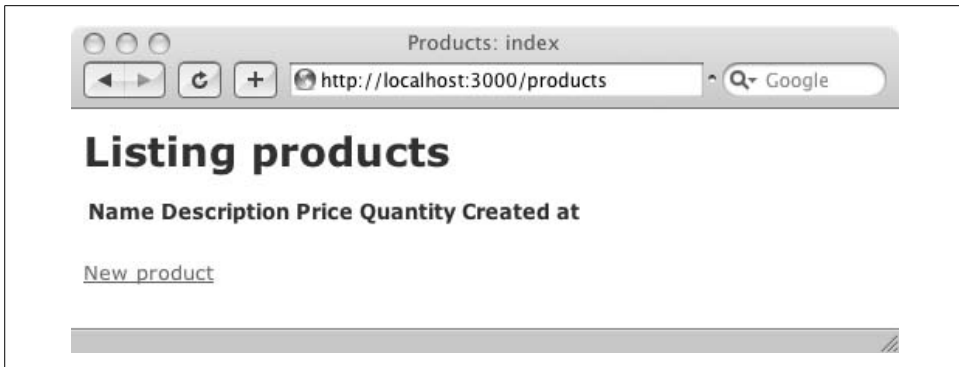 Products: index
http://localhost:3000/products
Google
Listing products
Name Description Price Quantity Created at
New product